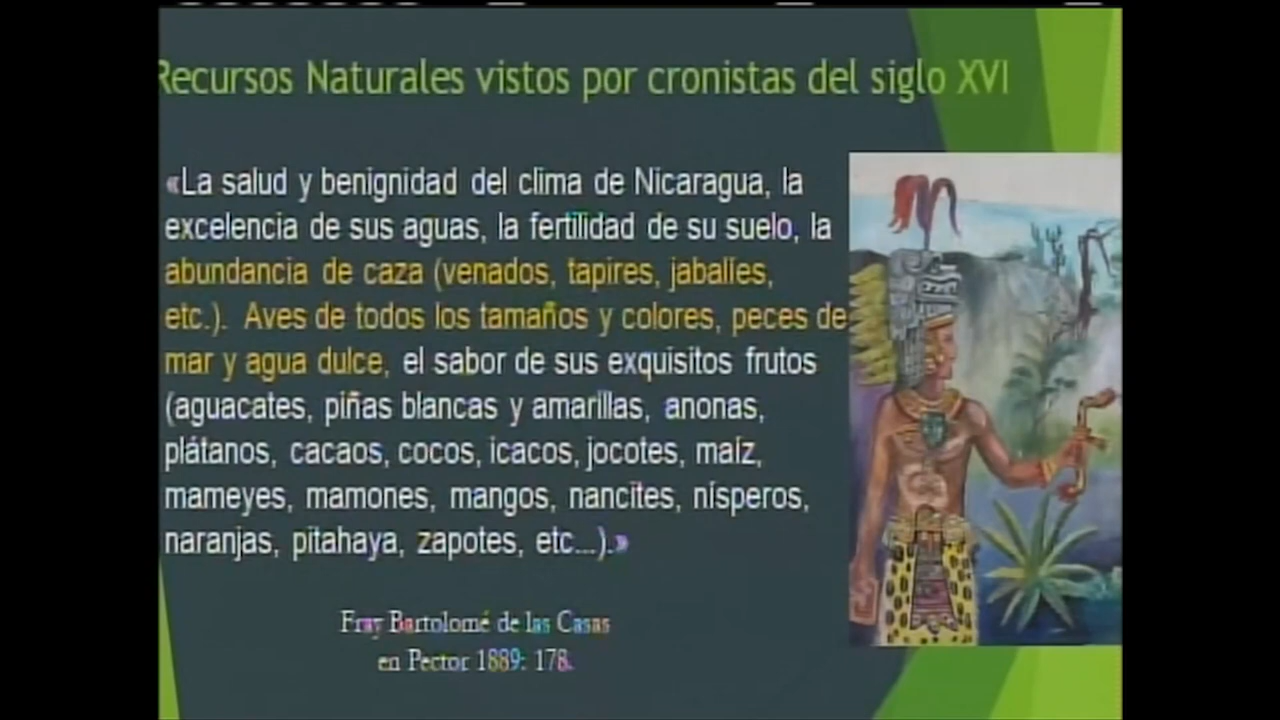 Recursos Naturales vistos por cronistas del siglo XVI
«La salud y benignidad del clima de Nicaragua, la
excelencia de sus aguas, la fertilidad de su suelo, la
abundancia de caza (venados, tapires, jabalíes,
etc.). Aves de todos los tamaños y colores, peces de
mar y agua dulce, el sabor de sus exquisitos frutos
(aguacates, piñas blancas y amarillas, anonas,
plátanos, cacaos, cocos, icacos, jocotes, maíz,
mameyes, mamones, mangos, nancites, nísperos,
naranjas, pitahaya, zapotes, etc...).»
Fray Bartolomé de las Casas
en Pector 1889: 178.